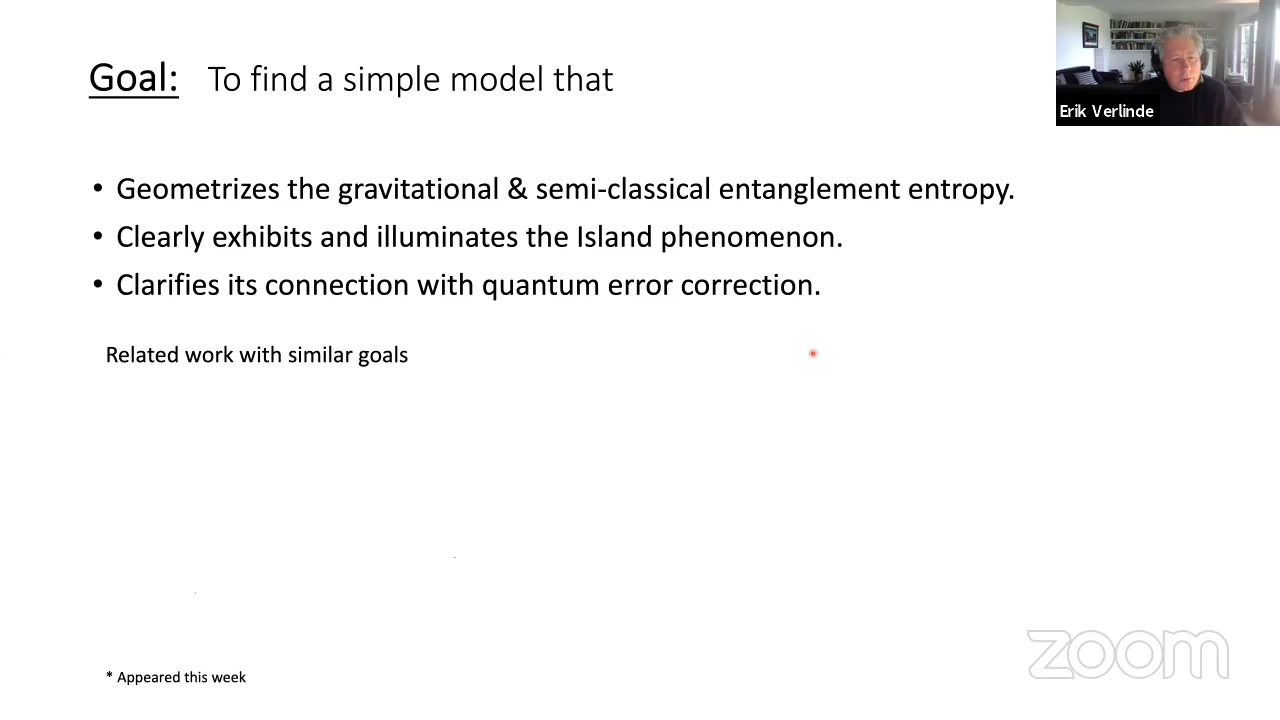 Goal: To find a simple model that
Erik Verlinde
• Geometrizes the gravitational & semi-classical entanglement entropy.
• Clearly exhibits and illuminates the Island phenomenon.
• Clarifies its connection with quantum error correction.
Related work with similar goals
zoom
* Appeared this week